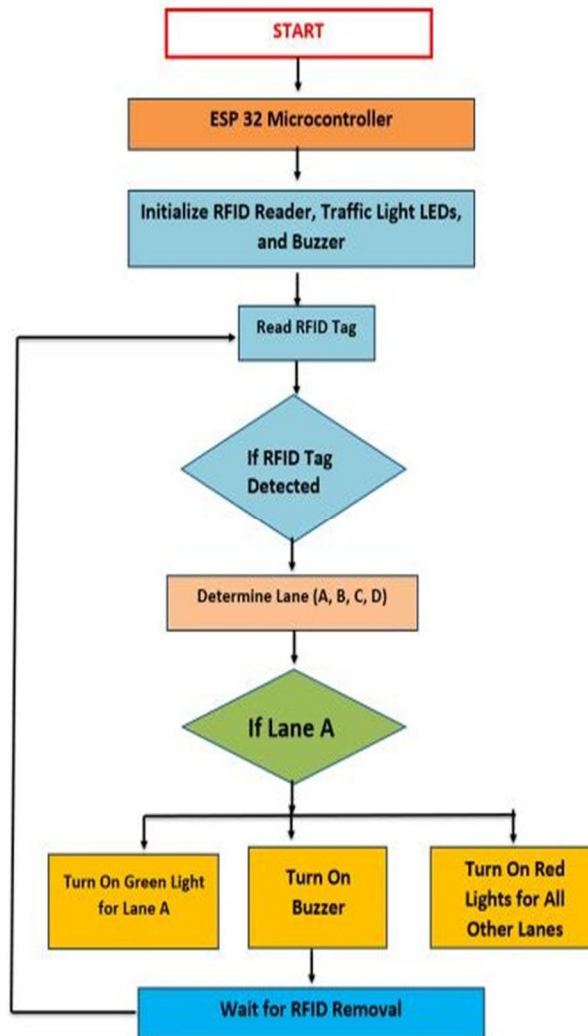 START
ESP 32 Microcontroller
Initialize RFID Reader, Traffic Light LEDs,
and Buzzer
Read RFID Tag
If RFID Tag
Detected
Determine Lane (A, B, C, D)
If Lane A
Turn On Green Light
for Lane A
Turn On
Buzzer
Turn On Red
Lights for All
Other Lanes
Wait for RFID Removal